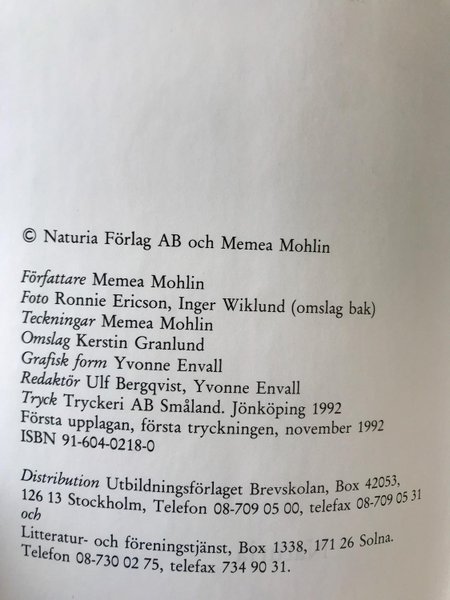 © Naturia Förlag AB och Memea Mohlin
Författare Memea Mohlin
Foto Ronnie Ericson, Inger Wiklund (omslag bak)
Teckningar Memea Mohlin
Omslag Kerstin Granlund
Grafisk form Yvonne Envall
Redaktör Ulf Bergqvist, Yvonne Envall
Tryck Tryckeri AB Småland. Jönköping 1992
Första upplagan, första tryckningen, november 1992
ISBN 91-604-0218-0
Distribution Utbildningsförlaget Brevskolan, Box 42053,
126 13 Stockholm, Telefon 08-709 05 00, telefax 08-709 05 31
och
Litteratur- och föreningstjänst, Box 1338, 171 26 Solna.
Telefon 08-730 02 75, telefax 734 90 31.